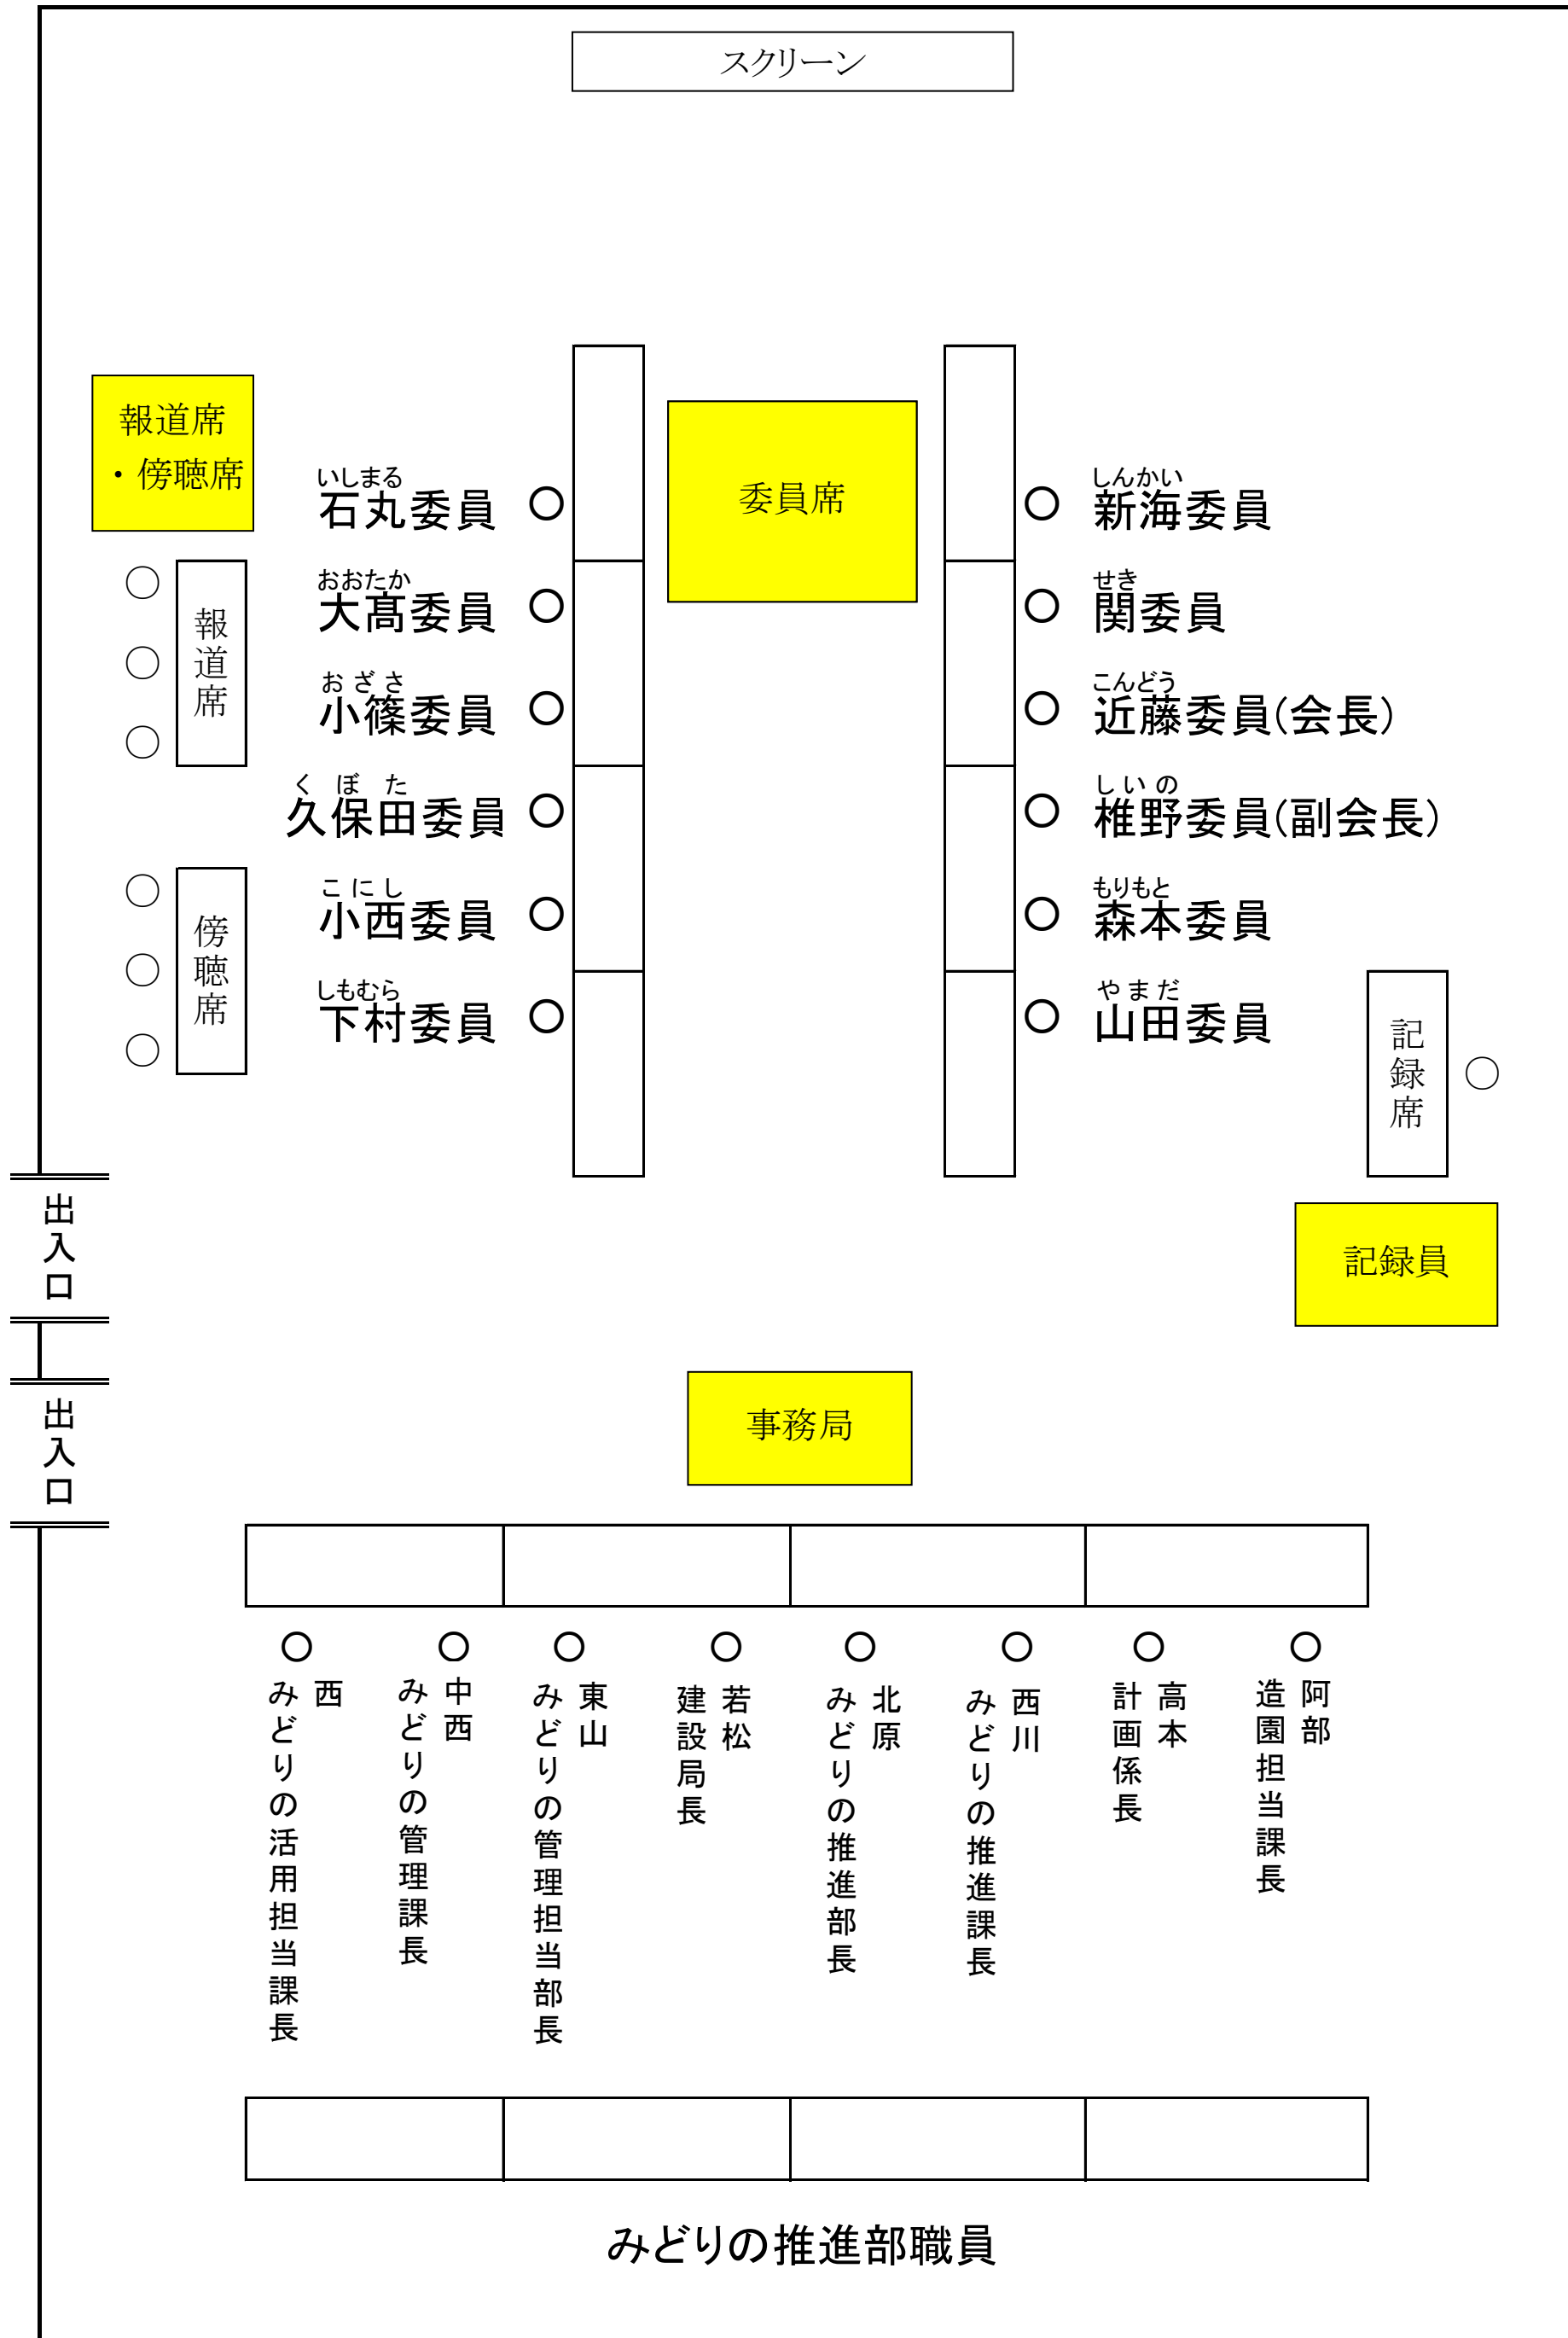 スクリーン
報道席
・傍聴席
委員席
いしまる
石丸委員
おおたか
大髙委員
おざさ
小篠委員
くぼた
久保田委員
こにし
小西委員
しもむら
下村委員
しんかい
新海委員
せき
関委員
こんどう
近藤委員(会長)
しいの
椎野委員(副会長)
もりもと
森本委員
やまだ
山田委員
報道席
傍聴席
記録席
記録員
出入口
出入口
事務局
西
みどりの活用担当課長
中西
みどりの管理課長
東山
みどりの管理担当部長
若松
建設局長
北原
みどりの推進部長
西川
みどりの推進課長
高本
計画係長
阿部
造園担当課長
みどりの推進部職員